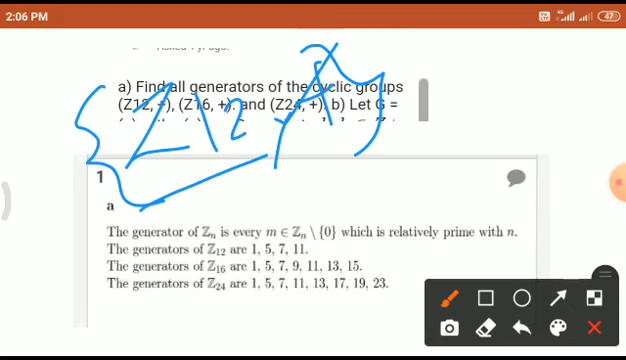 2:06 PM
47
a) Find all generators of the cyclic groups
(Z12, +), (Z16, +), and (Z24, +). b) Let G =
{Z12,
1
a
The generator of ℤn is every m ∈ ℤn \ {0} which is relatively prime with n.
The generators of ℤ12 are 1, 5, 7, 11.
The generators of ℤ16 are 1, 5, 7, 9, 11, 13, 15.
The generators of ℤ24 are 1, 5, 7, 11, 13, 17, 19, 23.